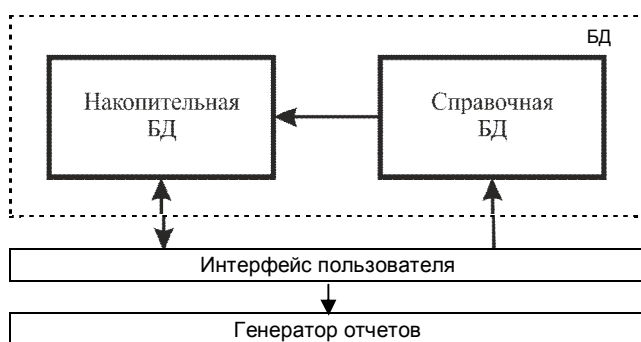 БД
Накопительная
БД
Справочная
БД
Интерфейс пользователя
Генератор отчетов